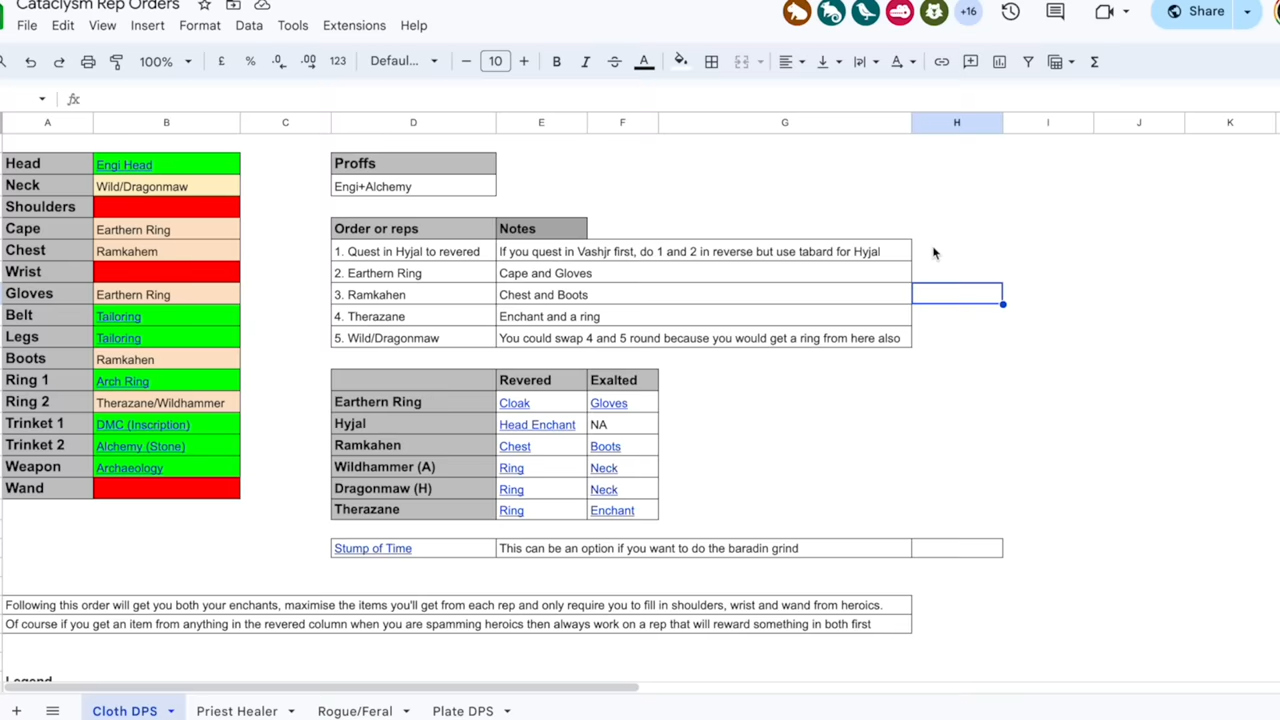 Cataclysm Rep Orders
File Edit View Insert Format Data Tools Extensions Help
+16
Share
100% £ % .0 .00 123 Defaul... − 10 + B I S A Σ
fx
A B C D E F G H I J K
Head Engi Head Proffs
Neck Wild/Dragonmaw Engi+Alchemy
Shoulders
Cape Earthern Ring Order or reps Notes
Chest Ramkahem 1. Quest in Hyjal to revered If you quest in Vashjr first, do 1 and 2 in reverse but use tabard for Hyjal
Wrist 2. Earthern Ring Cape and Gloves
Gloves Earthern Ring 3. Ramkahen Chest and Boots
Belt Tailoring 4. Therazane Enchant and a ring
Legs Tailoring 5. Wild/Dragonmaw You could swap 4 and 5 round because you would get a ring from here also
Boots Ramkahen
Ring 1 Arch Ring Revered Exalted
Ring 2 Therazane/Wildhammer Earthern Ring Cloak Gloves
Trinket 1 DMC (Inscription) Hyjal Head Enchant NA
Trinket 2 Alchemy (Stone) Ramkahen Chest Boots
Weapon Archaeology Wildhammer (A) Ring Neck
Wand Dragonmaw (H) Ring Neck
Therazane Ring Enchant
Stump of Time This can be an option if you want to do the baradin grind
Following this order will get you both your enchants, maximise the items you'll get from each rep and only require you to fill in shoulders, wrist and wand from heroics.
Of course if you get an item from anything in the revered column when you are spamming heroics then always work on a rep that will reward something in both first
Legend
+ Cloth DPS Priest Healer Rogue/Feral Plate DPS